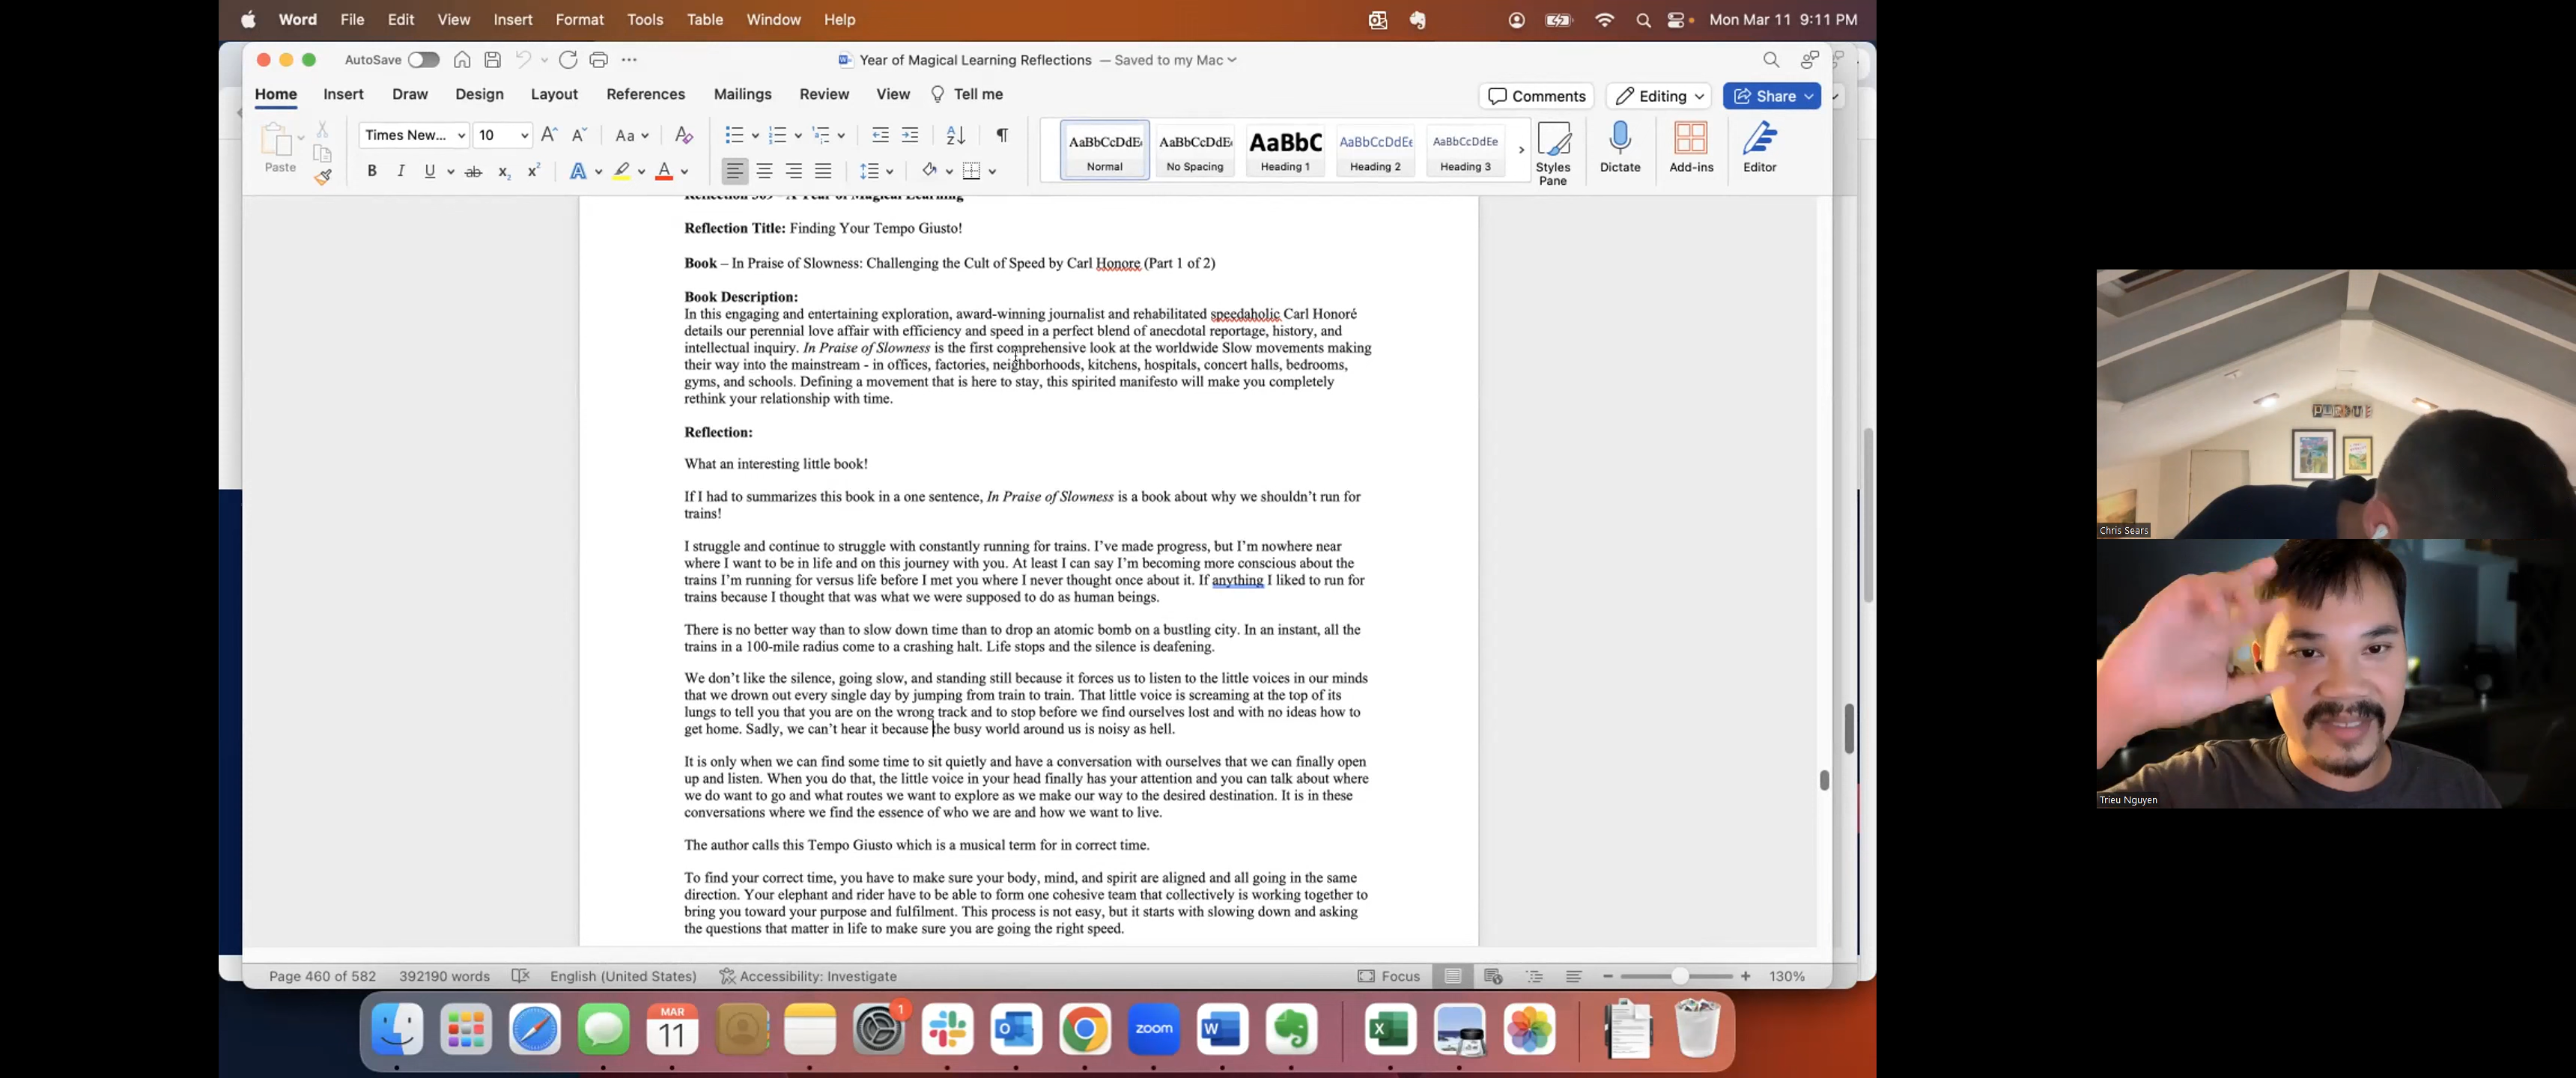 Word File Edit View Insert Format Tools Table Window Help
Mon Mar 11 9:11 PM
AutoSave
Year of Magical Learning Reflections — Saved to my Mac
Home Insert Draw Design Layout References Mailings Review View Tell me
Comments Editing Share
Paste
Times New... 10
Aa
AaBbCcDdE AaBbCcDdE AaBbC AaBbCcDdE AaBbCcDdEe
Normal No Spacing Heading 1 Heading 2 Heading 3
Styles Pane
Dictate
Add-ins
Editor
Reflection 369 - A Year of Magical Learning
Reflection Title: Finding Your Tempo Giusto!
Book – In Praise of Slowness: Challenging the Cult of Speed by Carl Honore (Part 1 of 2)
Book Description:
In this engaging and entertaining exploration, award-winning journalist and rehabilitated speedaholic Carl Honoré
details our perennial love affair with efficiency and speed in a perfect blend of anecdotal reportage, history, and
intellectual inquiry. In Praise of Slowness is the first comprehensive look at the worldwide Slow movements making
their way into the mainstream - in offices, factories, neighborhoods, kitchens, hospitals, concert halls, bedrooms,
gyms, and schools. Defining a movement that is here to stay, this spirited manifesto will make you completely
rethink your relationship with time.
Reflection:
What an interesting little book!
If I had to summarizes this book in a one sentence, In Praise of Slowness is a book about why we shouldn't run for
trains!
I struggle and continue to struggle with constantly running for trains. I've made progress, but I'm nowhere near
where I want to be in life and on this journey with you. At least I can say I'm becoming more conscious about the
trains I'm running for versus life before I met you where I never thought once about it. If anything I liked to run for
trains because I thought that was what we were supposed to do as human beings.
There is no better way than to slow down time than to drop an atomic bomb on a bustling city. In an instant, all the
trains in a 100-mile radius come to a crashing halt. Life stops and the silence is deafening.
We don't like the silence, going slow, and standing still because it forces us to listen to the little voices in our minds
that we drown out every single day by jumping from train to train. That little voice is screaming at the top of its
lungs to tell you that you are on the wrong track and to stop before we find ourselves lost and with no ideas how to
get home. Sadly, we can't hear it because the busy world around us is noisy as hell.
It is only when we can find some time to sit quietly and have a conversation with ourselves that we can finally open
up and listen. When you do that, the little voice in your head finally has your attention and you can talk about where
we do want to go and what routes we want to explore as we make our way to the desired destination. It is in these
conversations where we find the essence of who we are and how we want to live.
The author calls this Tempo Giusto which is a musical term for in correct time.
To find your correct time, you have to make sure your body, mind, and spirit are aligned and all going in the same
direction. Your elephant and rider have to be able to form one cohesive team that collectively is working together to
bring you toward your purpose and fulfilment. This process is not easy, but it starts with slowing down and asking
the questions that matter in life to make sure you are going the right speed.
Page 460 of 582 392190 words English (United States) Accessibility: Investigate Focus 130%
MAR
11
1
zoom
PURDUE
Chris Sears
Trieu Nguyen